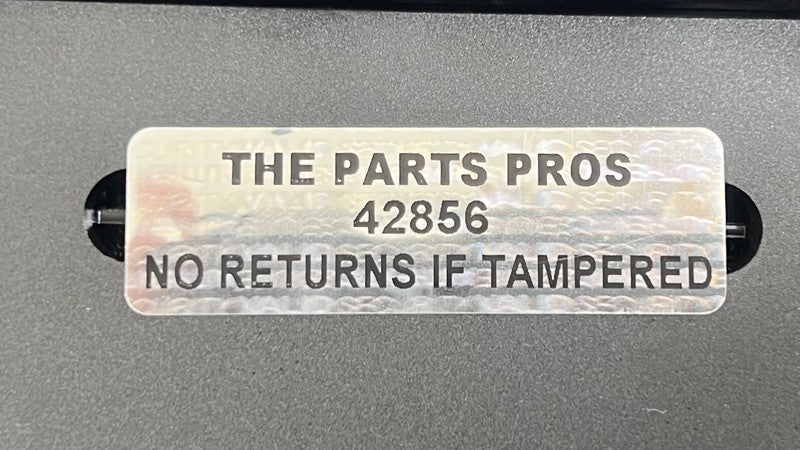 THE PARTS PROS
42856
NO RETURNS IF TAMPERED